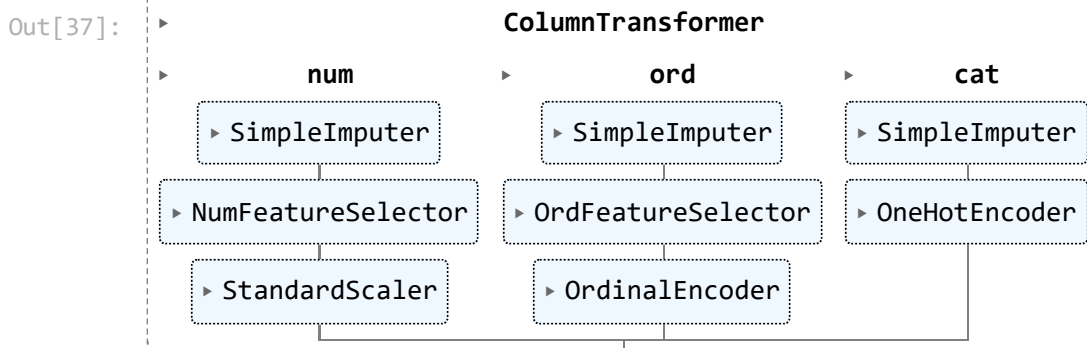 Out[37]:
ColumnTransformer
num ord cat
SimpleImputer SimpleImputer SimpleImputer
NumFeatureSelector OrdFeatureSelector OneHotEncoder
StandardScaler OrdinalEncoder